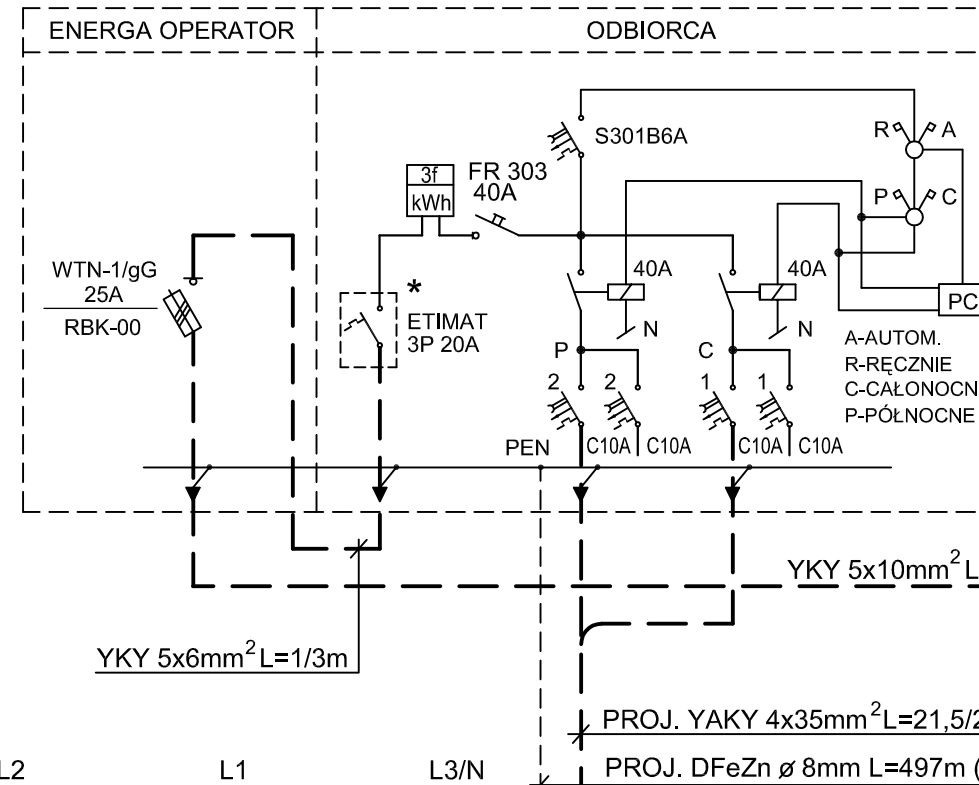 ENERGA OPERATOR
ODBIORCA
S301B6A
R
A
P
C
3f
kWh
FR 303
40A
WTN-1/gG
25A
RBK-00
*
ETIMAT
3P 20A
40A
N
40A
N
PC
A-AUTOM.
R-RĘCZNIE
C-CAŁONOCN
P-PÓŁNOCNE
P
C
2
2
1
1
C10A
C10A
C10A
C10A
PEN
YKY 5x10mm² L
YKY 5x6mm² L=1/3m
PROJ. YAKY 4x35mm² L=21,5/2
L2
L1
L3/N
PROJ. DFeZn ø 8mm L=497m (